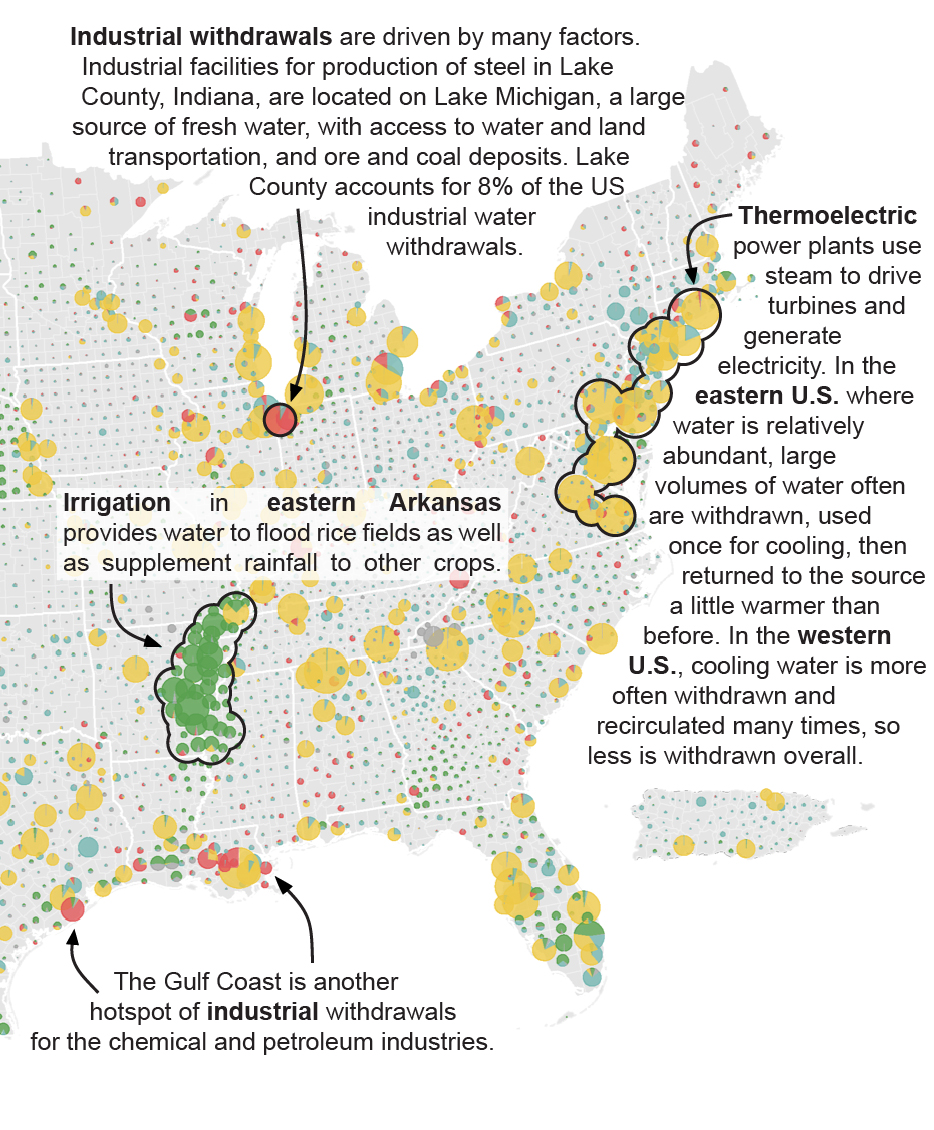 Industrial withdrawals are driven by many factors.
Industrial facilities for production of steel in Lake
County, Indiana, are located on Lake Michigan, a large
source of fresh water, with access to water and land
transportation, and ore and coal deposits. Lake
County accounts for 8% of the US
industrial water
withdrawals.
Thermoelectric
power plants use
steam to drive
turbines and
generate
electricity. In the
eastern U.S. where
water is relatively
abundant, large
volumes of water often
are withdrawn, used
once for cooling, then
returned to the source
a little warmer than
before. In the western
U.S., cooling water is more
often withdrawn and
recirculated many times, so
less is withdrawn overall.
Irrigation in eastern Arkansas
provides water to flood rice fields as well
as supplement rainfall to other crops.
The Gulf Coast is another
hotspot of industrial withdrawals
for the chemical and petroleum industries.